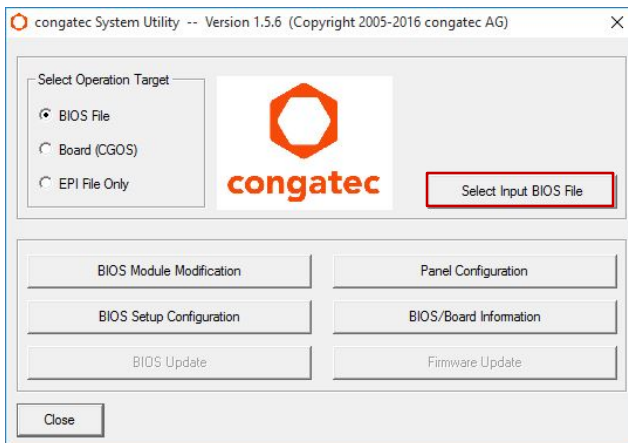 congatec System Utility -- Version 1.5.6 (Copyright 2005-2016 congatec AG)
Select Operation Target
BIOS File
Board (CGOS)
EPI File Only
congatec
Select Input BIOS File
BIOS Module Modification
Panel Configuration
BIOS Setup Configuration
BIOS/Board Information
BIOS Update
Firmware Update
Close